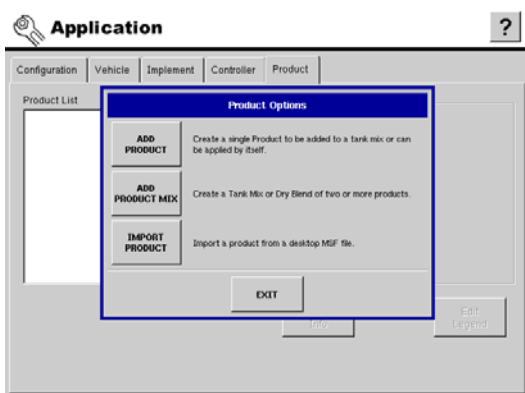 Application
?
Configuration Vehicle Implement Controller Product
Product List
Product Options
ADD
PRODUCT
Create a single Product to be added to a tank mix or can
be applied by itself.
ADD
PRODUCT MIX
Create a Tank Mix or Dry Blend of two or more products.
IMPORT
PRODUCT
Import a product from a desktop MSF file.
EXIT
Info
Edit
Legend